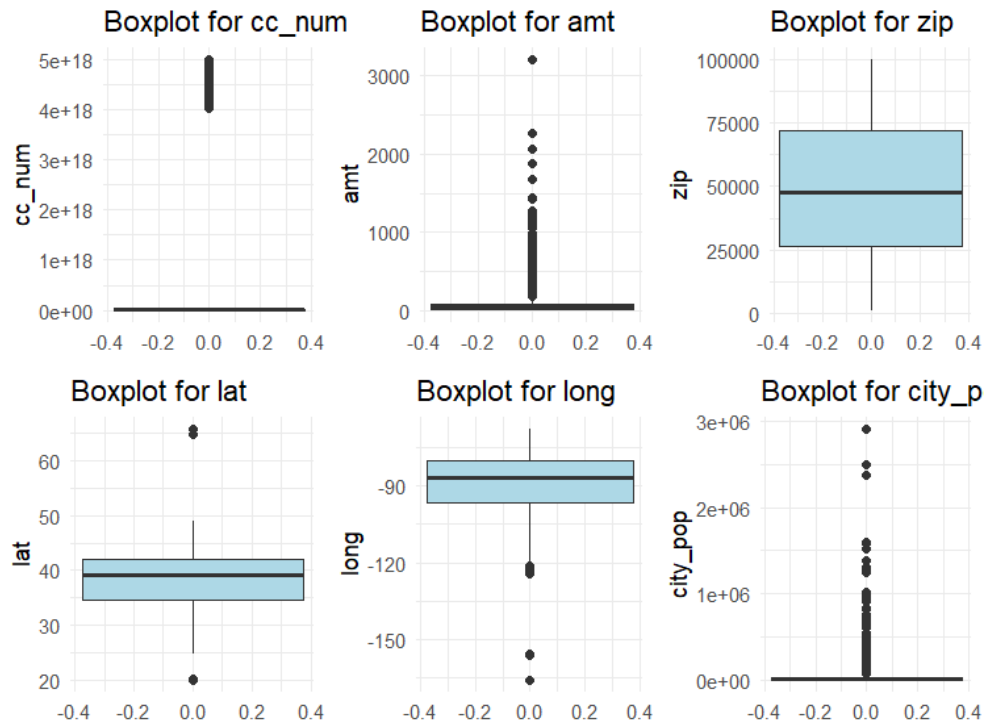 Boxplot for cc_num
5e+18
4e+18
3e+18
2e+18
1e+18
0e+00
cc_num
-0.4 -0.2 0.0 0.2 0.4
Boxplot for amt
3000
2000
1000
0
amt
-0.4 -0.2 0.0 0.2 0.4
Boxplot for zip
100000
75000
50000
25000
0
zip
-0.4 -0.2 0.0 0.2 0.4
Boxplot for lat
60
50
40
30
20
lat
-0.4 -0.2 0.0 0.2 0.4
Boxplot for long
-90
-120
-150
long
-0.4 -0.2 0.0 0.2 0.4
Boxplot for city_p
3e+06
2e+06
1e+06
0e+00
city_pop
-0.4 -0.2 0.0 0.2 0.4